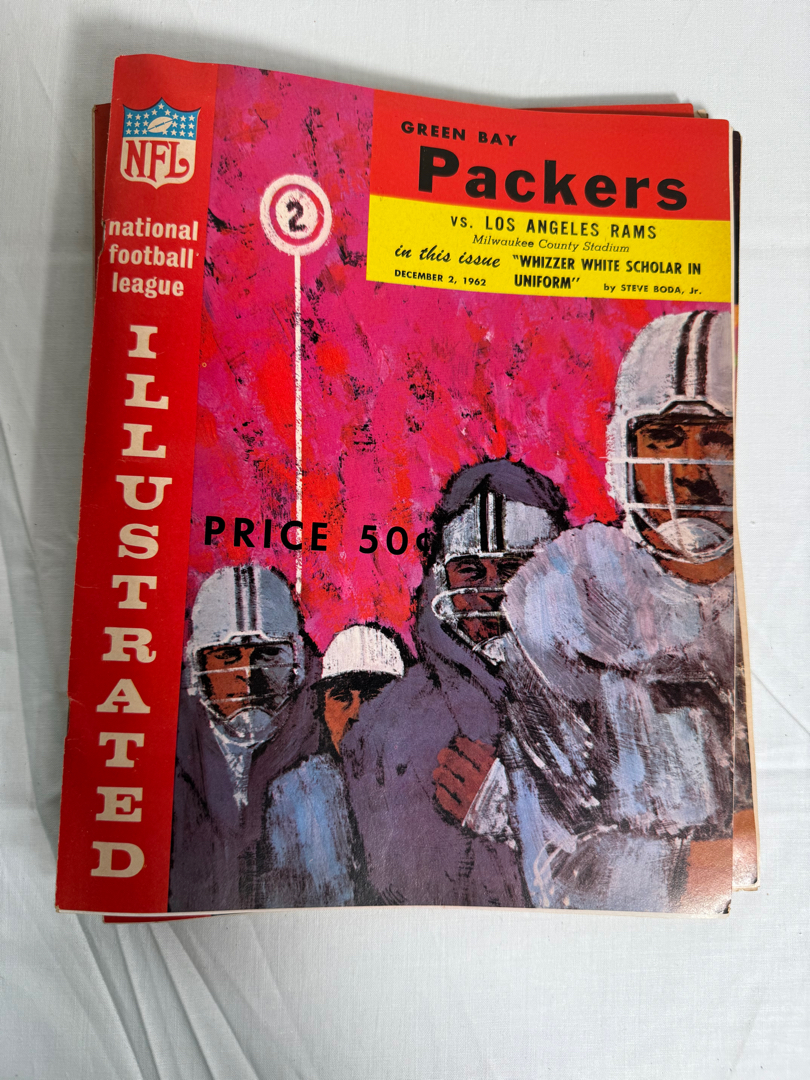 NFL
national
football
league
ILLUSTRATED
GREEN BAY
Packers
vs. LOS ANGELES RAMS
Milwaukee County Stadium
in this issue "WHIZZER WHITE SCHOLAR IN
DECEMBER 2, 1962 UNIFORM" by STEVE BODA, Jr.
2
PRICE 50¢